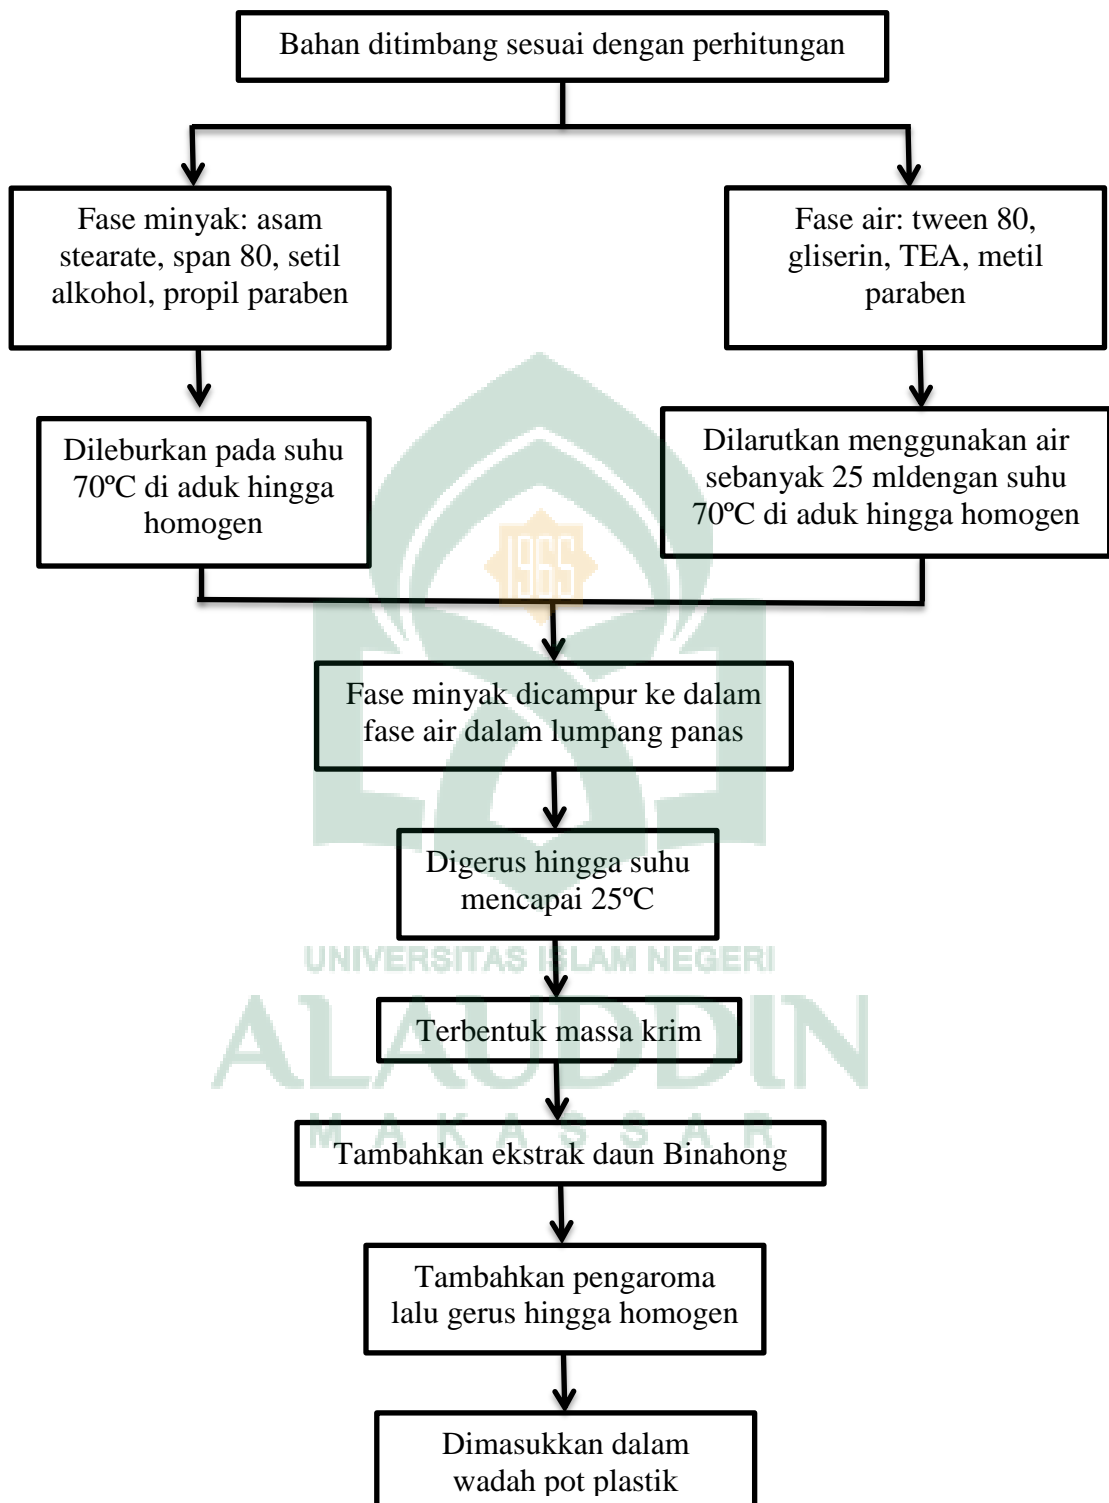 Bahan ditimbang sesuai dengan perhitungan
Fase minyak: asam
stearate, span 80, setil
alkohol, propil paraben
Fase air: tween 80,
gliserin, TEA, metil
paraben
Dileburkan pada suhu
70ºC di aduk hingga
homogen
Dilarutkan menggunakan air
sebanyak 25 mldengan suhu
70ºC di aduk hingga homogen
1965
Fase minyak dicampur ke dalam
fase air dalam lumpang panas
Digerus hingga suhu
mencapai 25ºC
UNIVERSITAS ISLAM NEGERI
Terbentuk massa krim
ALAUDDIN
MAKASSAR
Tambahkan ekstrak daun Binahong
Tambahkan pengaroma
lalu gerus hingga homogen
Dimasukkan dalam
wadah pot plastik